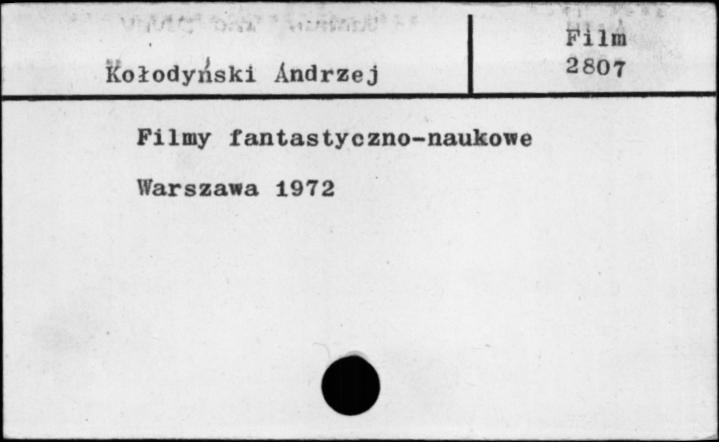 Film
Kołodyński Andrzej
2807
Filmy fantastyczno-naukowe
Warszawa 1972